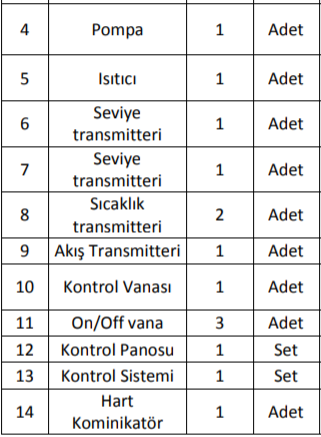 4 Pompa 1 Adet
5 Isıtıcı 1 Adet
6 Seviye transmitteri 1 Adet
7 Seviye transmitteri 1 Adet
8 Sıcaklık transmitteri 2 Adet
9 Akış Transmitteri 1 Adet
10 Kontrol Vanası 1 Adet
11 On/Off vana 3 Adet
12 Kontrol Panosu 1 Set
13 Kontrol Sistemi 1 Set
14 Hart Kominikatör 1 Adet